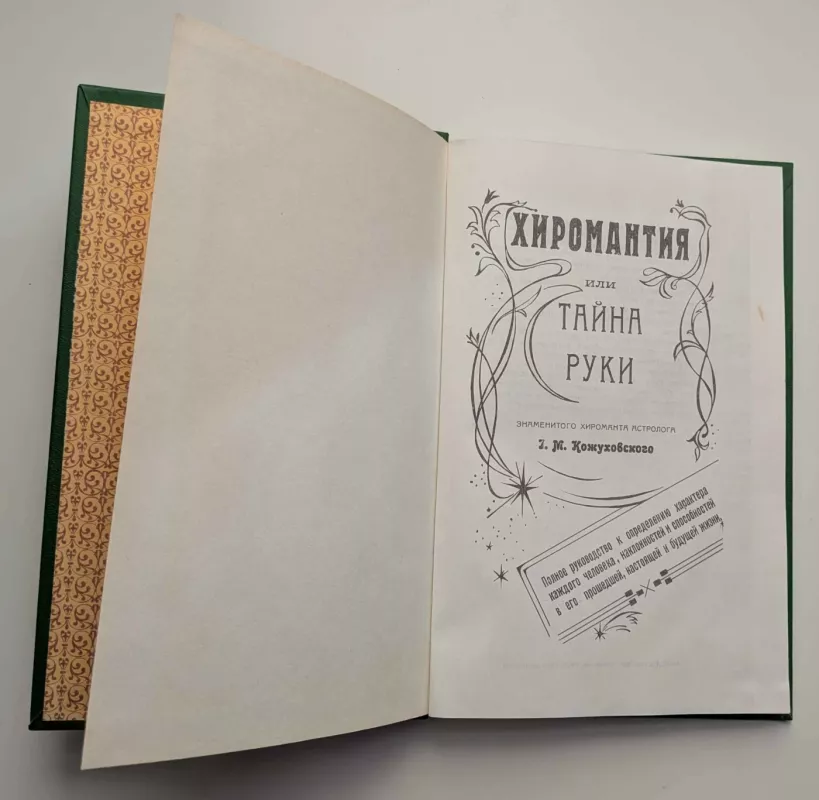 ХИРОМАНТИЯ
ИЛИ
ТАЙНА
РУКИ
ЗНАМЕНИТОГО ХИРОМАНТА АСТРОЛОГА
І. М. Кожуховского
Полное руководство к определению характера
каждого человека, наклонностей и способностей
в его прошедшей, настоящей и будущей жизни.